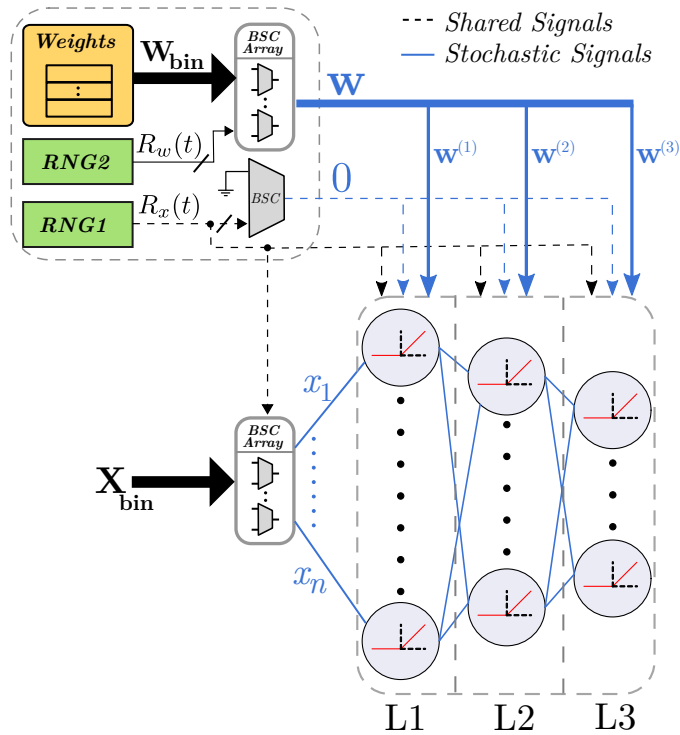 Weights
W_bin
BSC
Array
Shared Signals
Stochastic Signals
w
RNG2
R_w(t)
w^(1)
w^(2)
w^(3)
BSC
0
RNG1
R_x(t)
x_1
BSC
Array
X_bin
x_n
L1
L2
L3